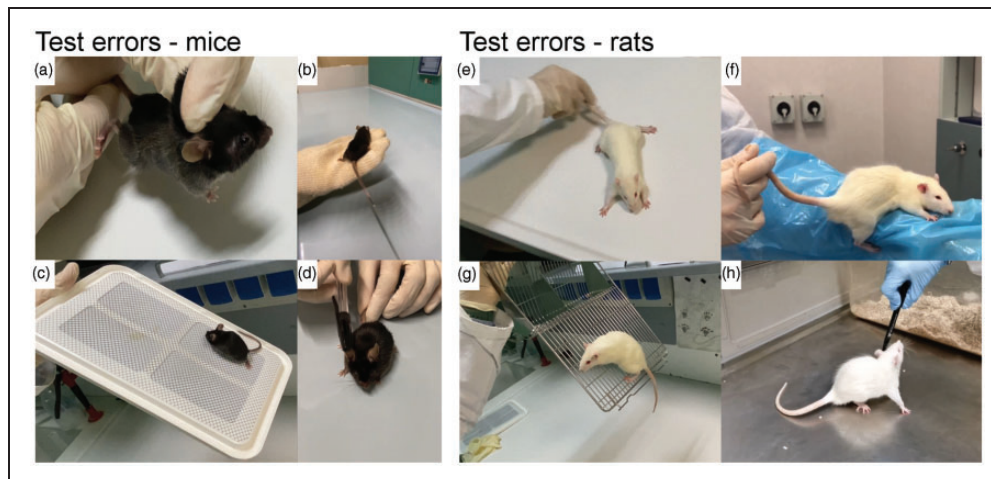 Test errors - mice
Test errors - rats
(a)
(b)
(e)
(f)
(c)
(d)
(g)
(h)